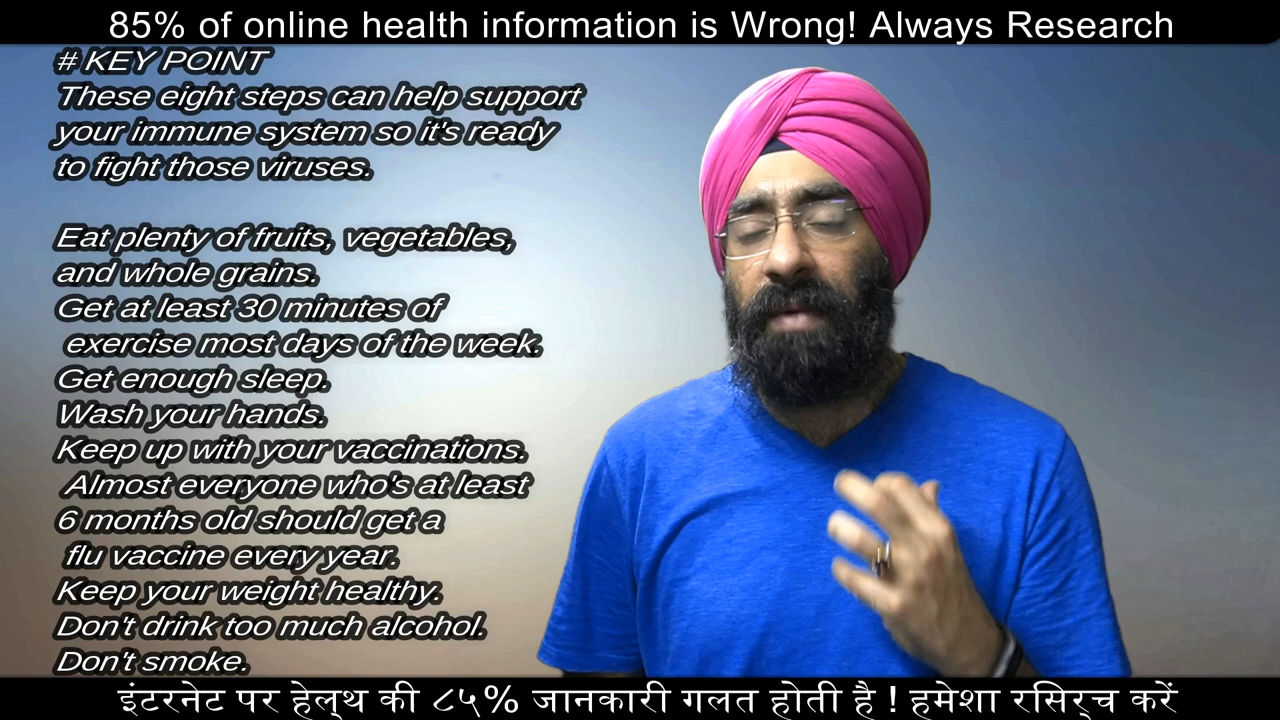 85% of online health information is Wrong! Always Research
# KEY POINT
These eight steps can help support
your immune system so it's ready
to fight those viruses.
Eat plenty of fruits, vegetables,
and whole grains.
Get at least 30 minutes of
exercise most days of the week.
Get enough sleep.
Wash your hands.
Keep up with your vaccinations.
Almost everyone who's at least
6 months old should get a
flu vaccine every year.
Keep your weight healthy.
Don't drink too much alcohol.
Don't smoke.
इंटरनेट पर हेल्थ की ८५% जानकारी गलत होती है ! हमेशा रसिर्च करें